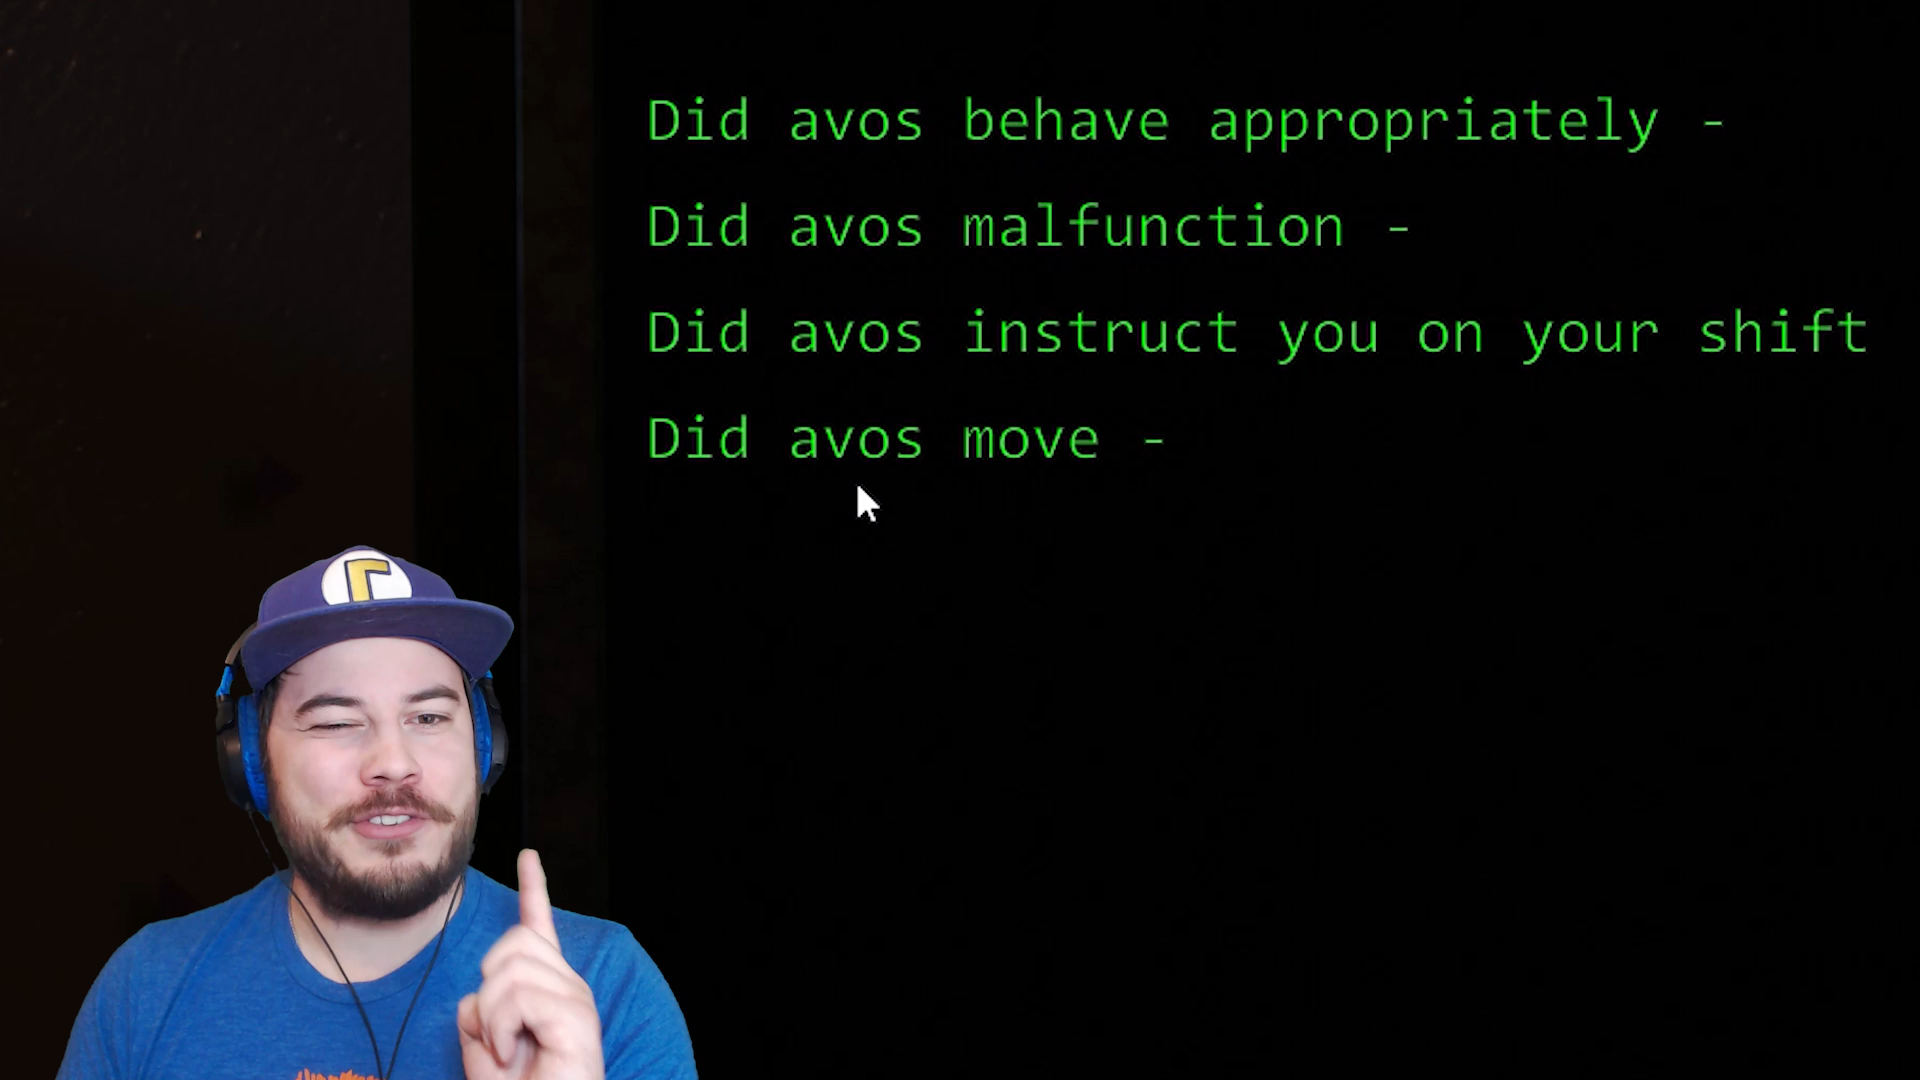 Did avos behave appropriately -
Did avos malfunction -
Did avos instruct you on your shift
Did avos move -